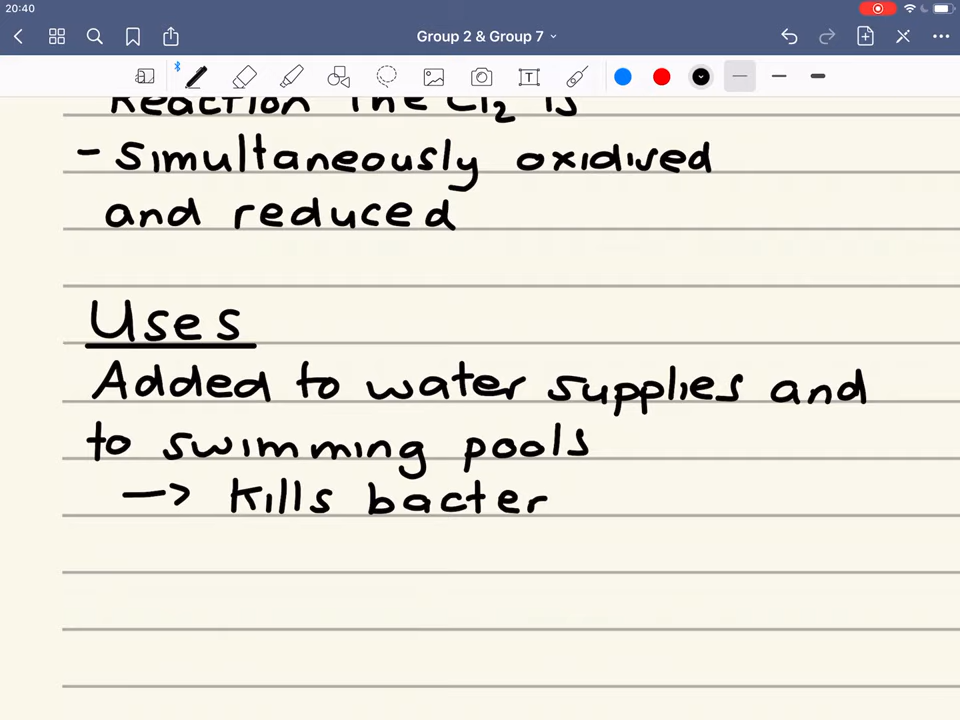 20:40
Group 2 & Group 7
T
Reaction the Cl₂ is
- simultaneously oxidised
and reduced
Uses
Added to water supplies and
to swimming pools
—> kills bacter